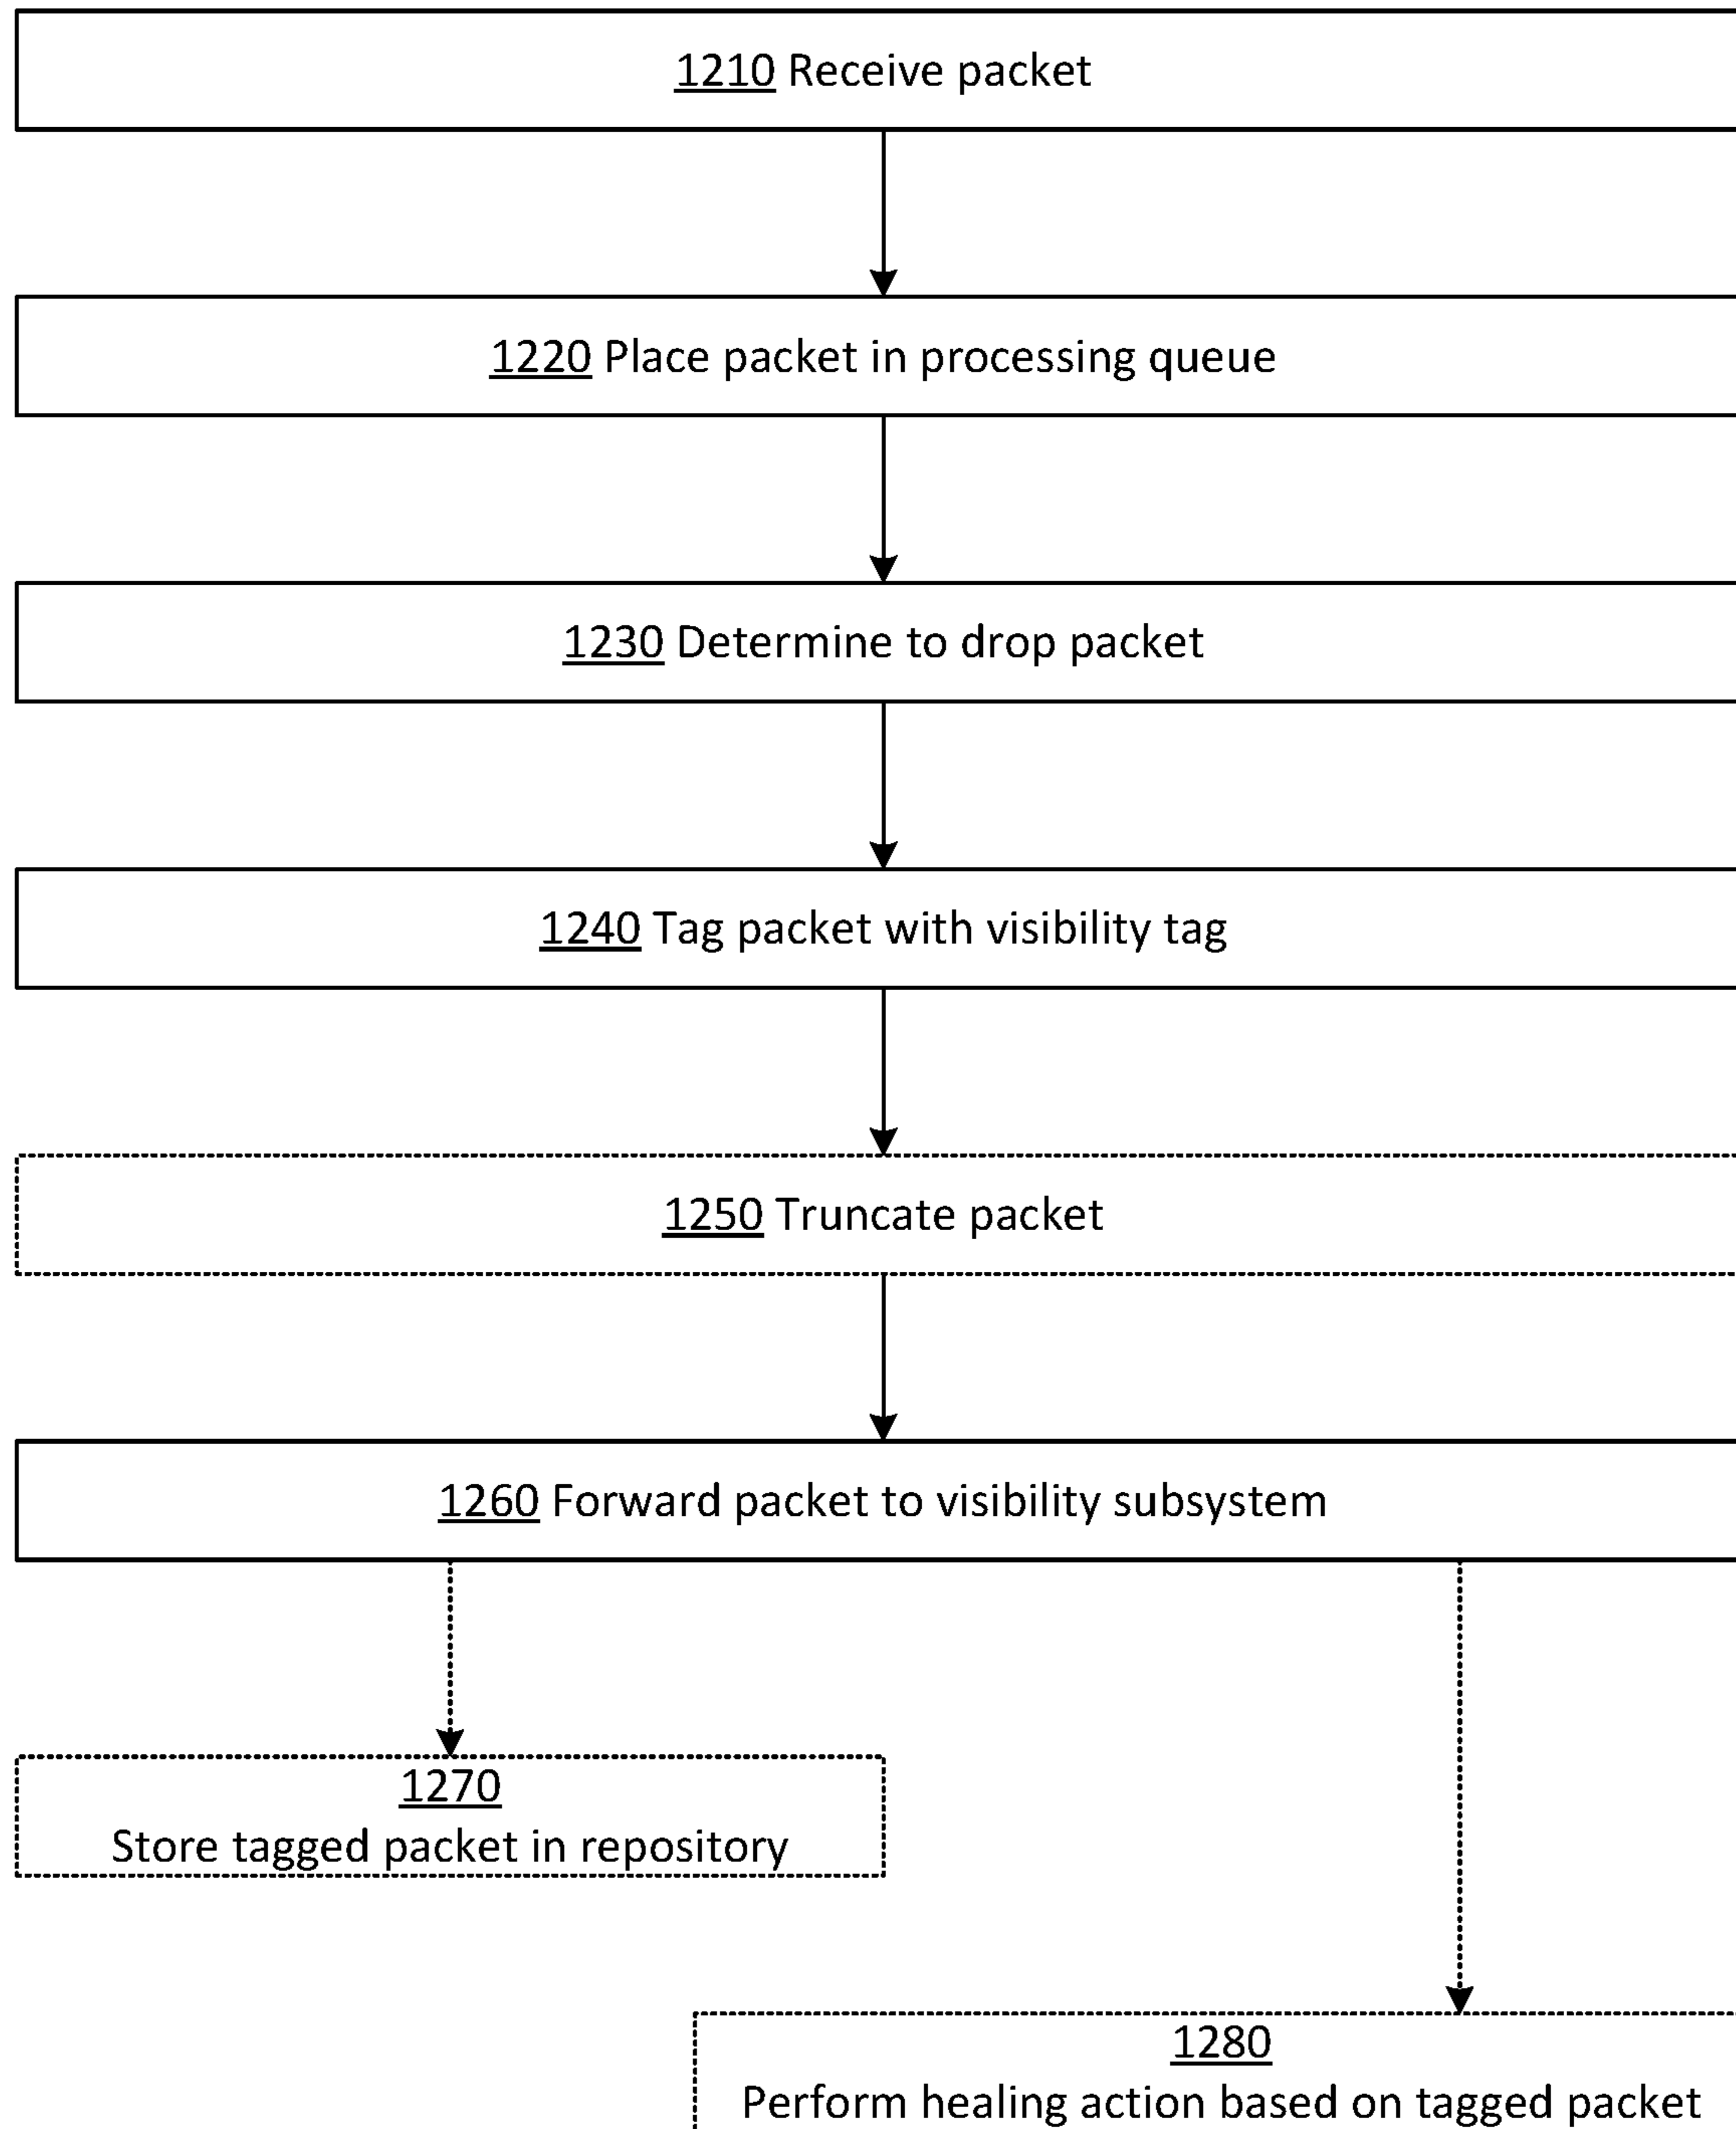 1210 Receive packet
1220 Place packet in processing queue
1230 Determine to drop packet
1240 Tag packet with visibility tag
1250 Truncate packet
1260 Forward packet to visibility subsystem
1270
Store tagged packet in repository
1280
Perform healing action based on tagged packet